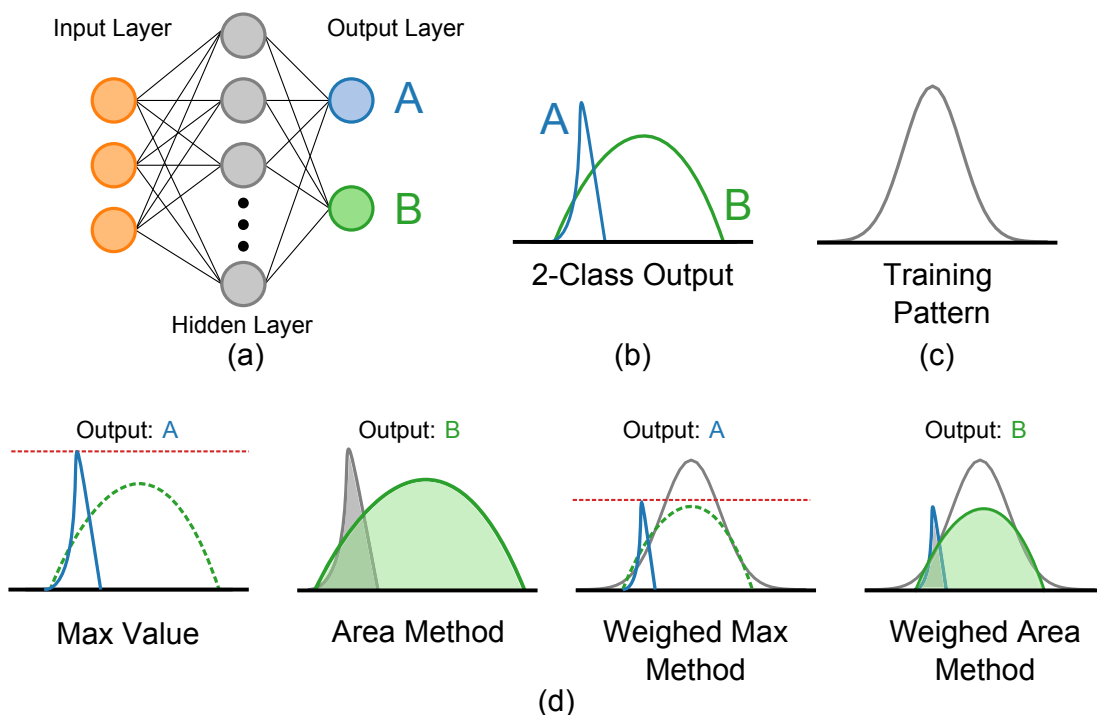 Input Layer
Output Layer
A
B
Hidden Layer
(a)
A
B
2-Class Output
(b)
Training
Pattern
(c)
Output: A
Max Value
Output: B
Area Method
Output: A
Weighed Max
Method
Output: B
Weighed Area
Method
(d)